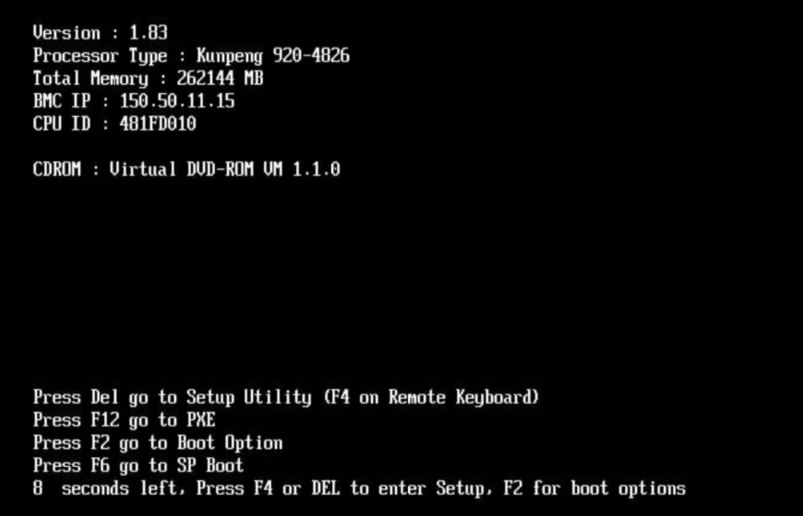 Version : 1.83
Processor Type : Kunpeng 920-4826
Total Memory : 262144 MB
BMC IP : 150.50.11.15
CPU ID : 481FD010
CDROM : Virtual DVD-ROM VM 1.1.0
Press Del go to Setup Utility (F4 on Remote Keyboard)
Press F12 go to PXE
Press F2 go to Boot Option
Press F6 go to SP Boot
8 seconds left, Press F4 or DEL to enter Setup, F2 for boot options